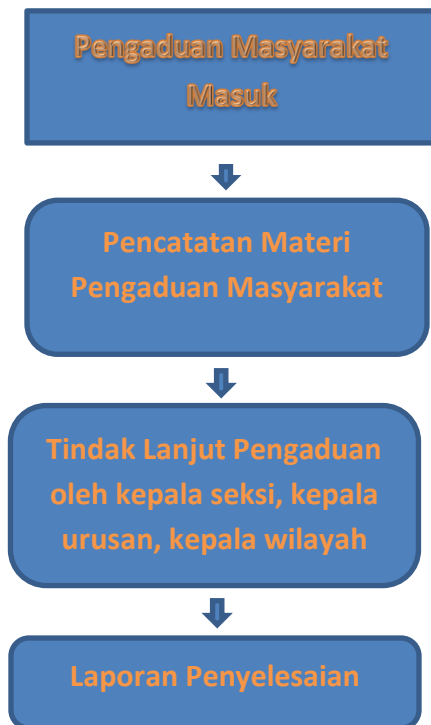 Pengaduan Masyarakat
Masuk
Pencatatan Materi
Pengaduan Masyarakat
Tindak Lanjut Pengaduan
oleh kepala seksi, kepala
urusan, kepala wilayah
Laporan Penyelesaian